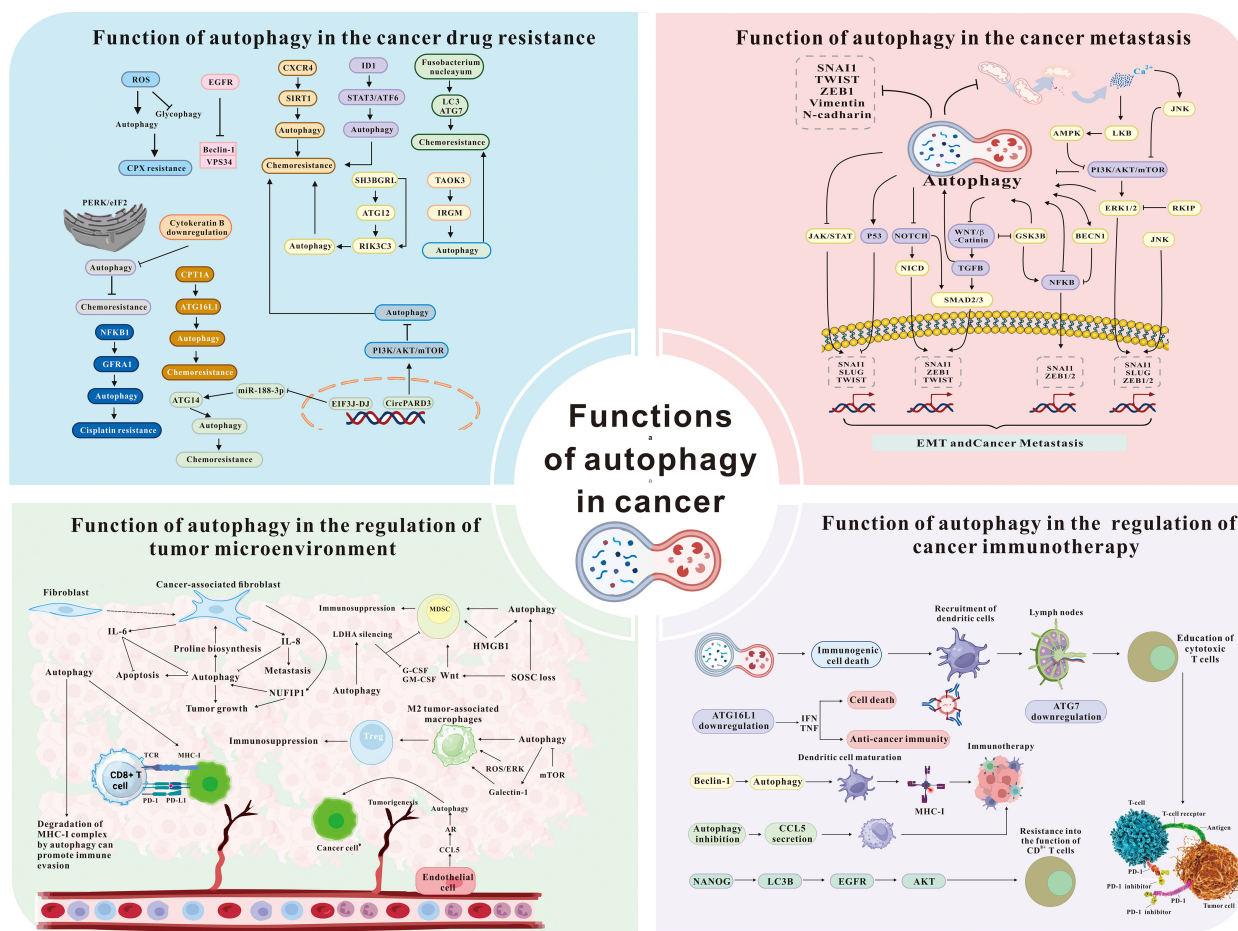 Function of autophagy in the cancer drug resistance
ROS
Glycophagy
Autophagy
CPX resistance
EGFR
Beclin-1
VPS34
CXCR4
SIRT1
Autophagy
Chemoresistance
ID1
STAT3/ATF6
Autophagy
Fusobacterium
nucleayum
LC3
ATG7
Chemoresistance
SH3BGRL
ATG12
RIK3C3
Autophagy
TAOK3
IRGM
Autophagy
PERK/eIF2
Cytokeratin B
downregulation
Autophagy
Chemoresistance
NFKB1
GFRA1
Autophagy
Cisplatin resistance
CPT1A
ATG16L1
Autophagy
Chemoresistance
Autophagy
PI3K/AKT/mTOR
miR-188-3p
EIF3J-DJ
CircPARD3
ATG14
Autophagy
Chemoresistance
Function of autophagy in the cancer metastasis
SNAI1
TWIST
ZEB1
Vimentin
N-cadharin
Autophagy
Ca²⁺
JNK
AMPK
LKB
PI3K/AKT/mTOR
ERK1/2
RKIP
JAK/STAT
P53
NOTCH
WNT/β
-Catinin
GSK3B
BECN1
JNK
NICD
TGFB
NFKB
SMAD2/3
SNAI1
SLUG
TWIST
SNAI1
ZEB1
TWIST
SNAI1
ZEB1/2
SNAI1
SLUG
ZEB1/2
EMT andCancer Metastasis
Functions
a
of autophagy
a
in cancer
Function of autophagy in the regulation of
tumor microenvironment
Fibroblast
Cancer-associated fibroblast
IL-6
Proline biosynthesis
IL-8
Autophagy
Apoptosis
Autophagy
Metastasis
NUFIP1
Tumor growth
Immunosuppression
MDSC
Autophagy
LDHA silencing
HMGB1
G-CSF
GM-CSF
Wnt
SOSC loss
Autophagy
M2 tumor-associated
macrophages
Immunosuppression
Treg
Autophagy
ROS/ERK
mTOR
Galectin-1
TCR
MHC-I
CD8+ T
cell
PD-1
PD-L1
Degradation of
MHC-I complex
by autophagy can
promote immune
evasion
Cancer cell
Tumorigenesis
Autophagy
AR
CCL5
Endothelial
cell
Function of autophagy in the regulation of
cancer immunotherapy
Immunogenic
cell death
Recruitment of
dendritic cells
Lymph nodes
Education of
cytotoxic
T cells
ATG16L1
downregulation
IFN
TNF
Cell death
Anti-cancer immunity
ATG7
downregulation
Dendritic cell maturation
Immunotherapy
Beclin-1
Autophagy
MHC-I
Autophagy
inhibition
CCL5
secretion
Resistance into
the function of
CD⁸⁺ T cells
NANOG
LC3B
EGFR
AKT
T-cell
T-cell receptor
Antigen
PD-1
PD-1 inhibitor
PD-1
PD-1 inhibitor
Tumor cell